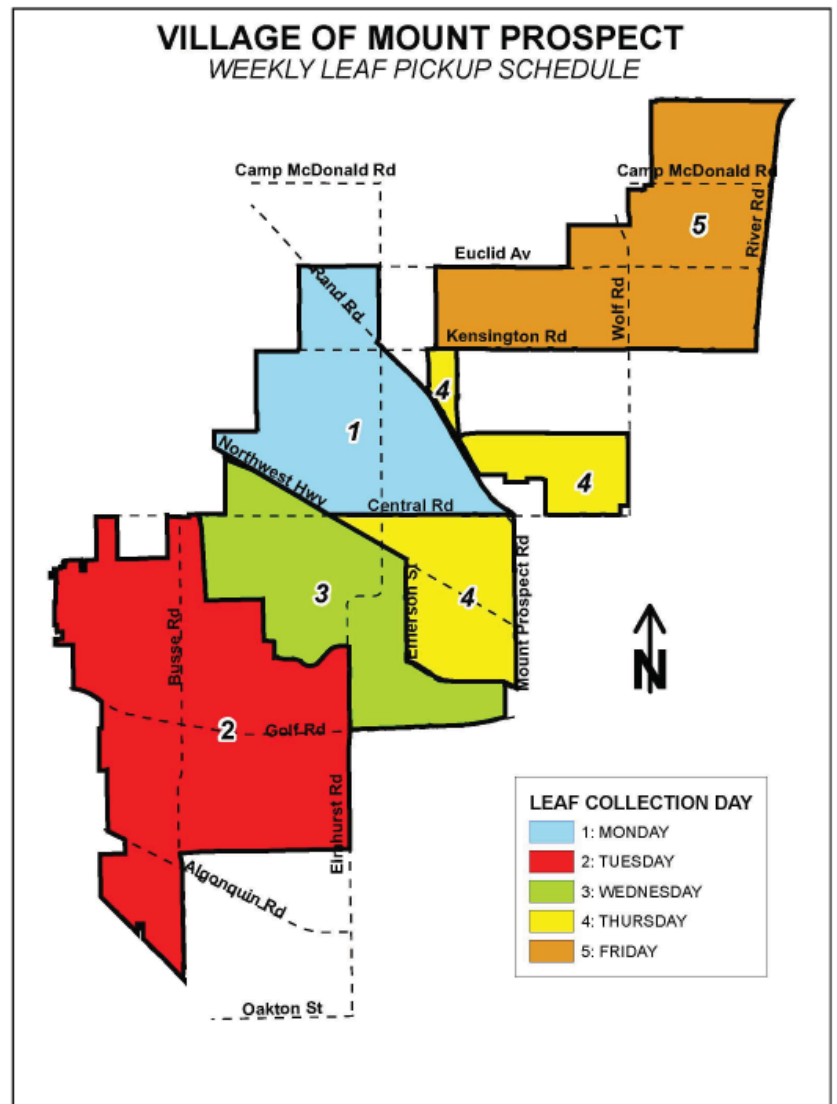 VILLAGE OF MOUNT PROSPECT
WEEKLY LEAF PICKUP SCHEDULE
Camp McDonald Rd
Camp McDonald Rd
5
River Rd
Euclid Av
Rand Rd
Wolf Rd
Kensington Rd
4
1
Northwest Hwy
4
Central Rd
3
Emerson St
4
Mount Prospect Rd
Busse Rd
N
2
Golf Rd
Elmhurst Rd
Algonquin Rd
Oakton St
LEAF COLLECTION DAY
1: MONDAY
2: TUESDAY
3: WEDNESDAY
4: THURSDAY
5: FRIDAY